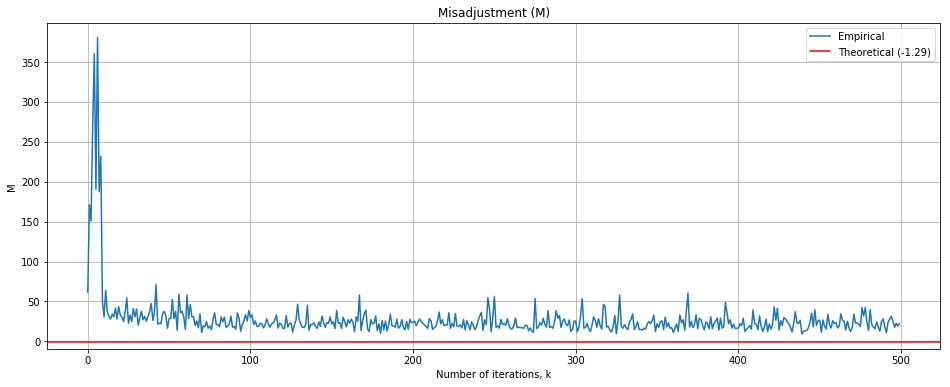 Misadjustment (M)
Empirical
Theoretical (-1.29)
M
350
300
250
200
150
100
50
0
0
100
200
300
400
500
Number of iterations, k